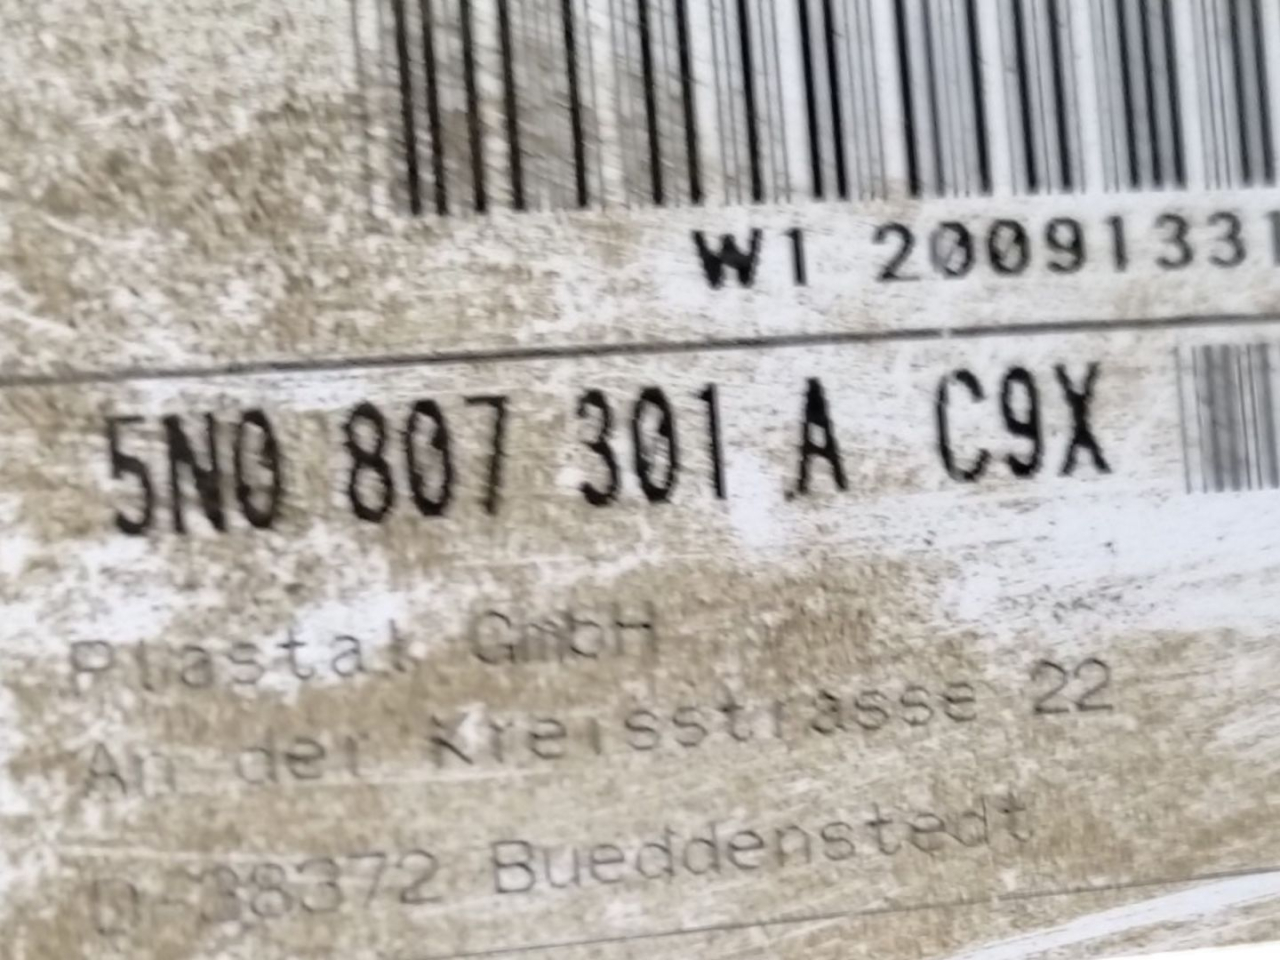 W1 20091331
5N0 807 301 A C9X
Plastal GmbH
An der Kreisstrasse 22
D-38372 Bueddenstedt